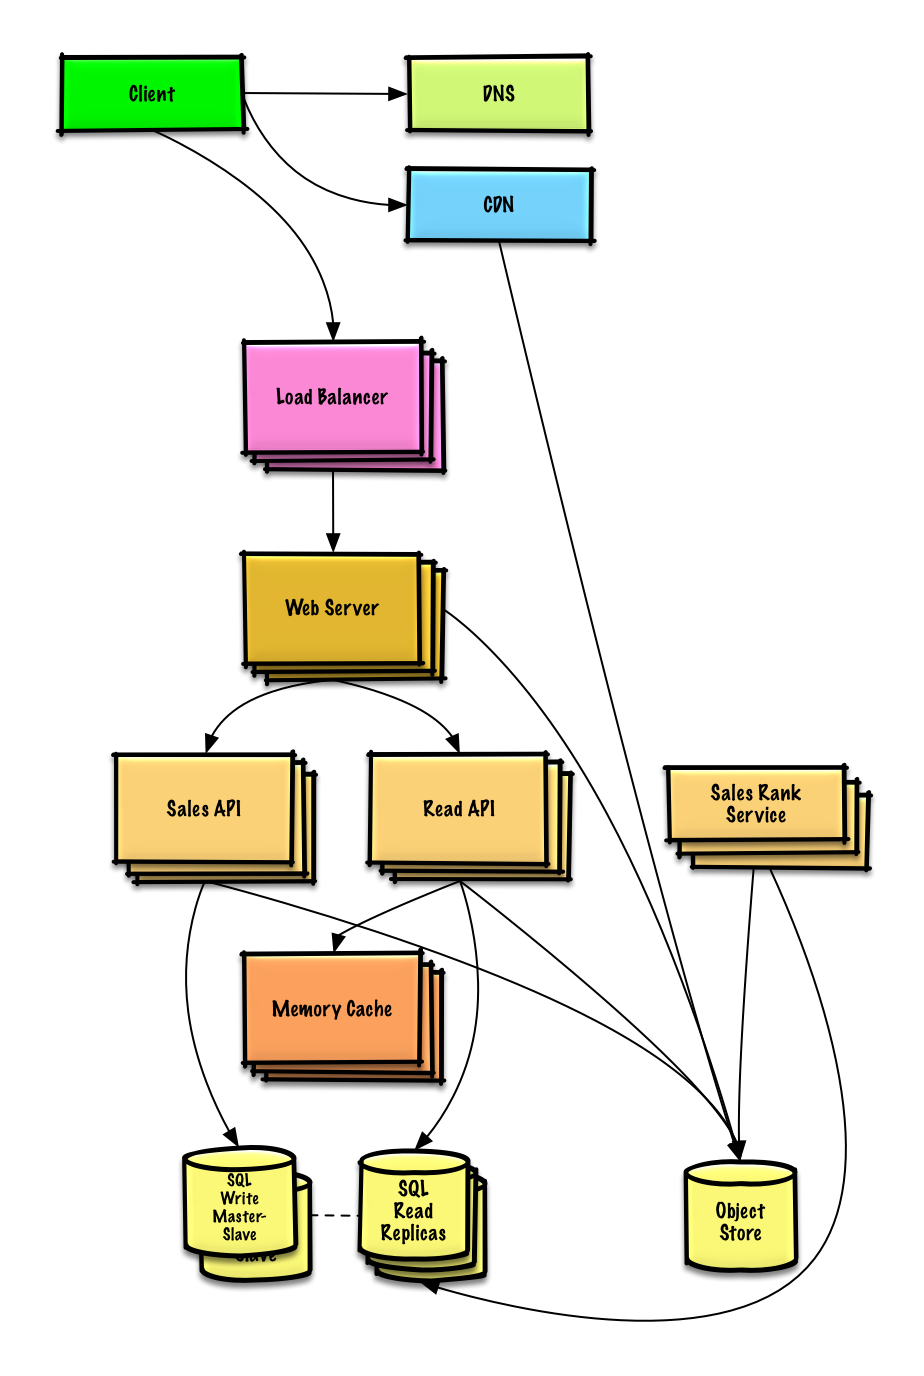 Client
DNS
CDN
Load Balancer
Web Server
Sales API
Read API
Sales Rank
Service
Memory Cache
SQL
Write
Master-
Slave
Slave
SQL
Read
Replicas
Object
Store